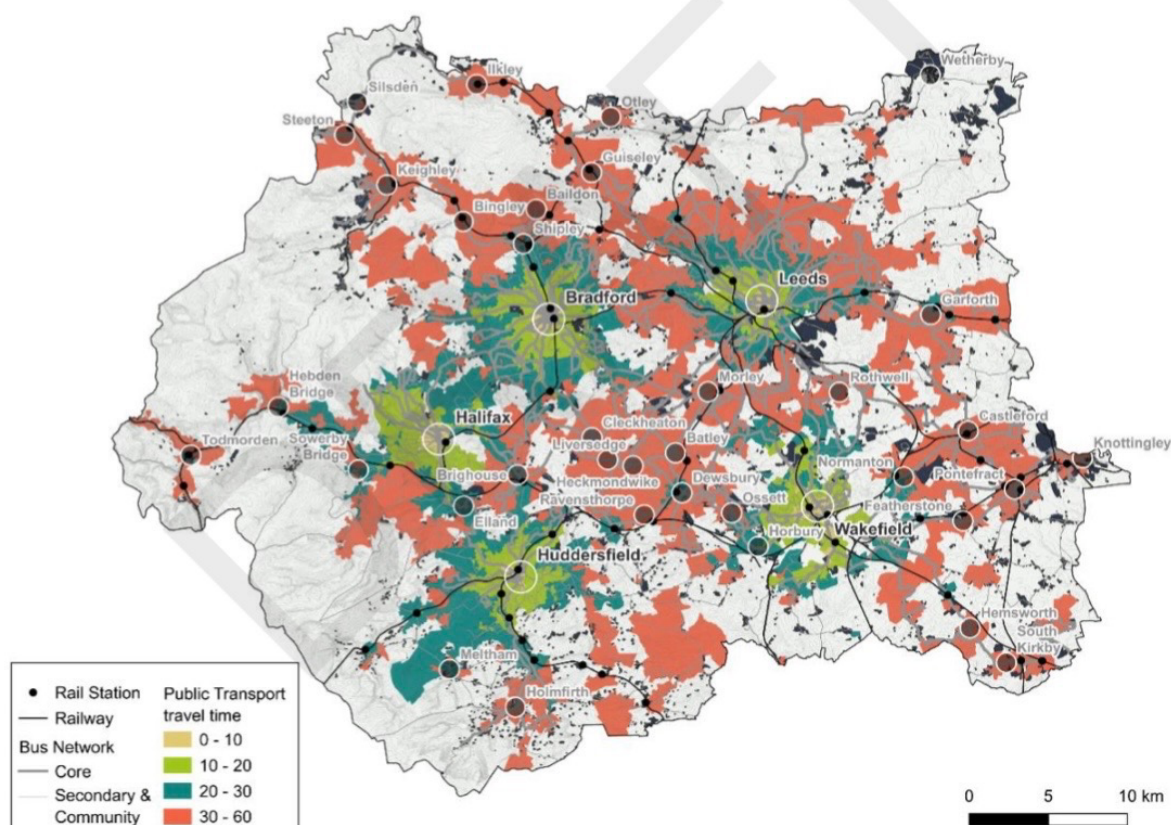 Wetherby
Ilkley
Silsden
Otley
Steeton
Guiseley
Keighley
Baildon
Bingley
Shipley
Leeds
Bradford
Garforth
Hebden
Bridge
Morley
Rothwell
Halifax
Cleckheaton
Castleford
Todmorden
Sowerby
Bridge
Liversedge
Batley
Knottingley
Normanton
Brighouse
Heckmondwike
Dewsbury
Pontefract
Ravensthorpe
Ossett
Featherstone
Elland
Horbury
Wakefield
Huddersfield
Hemsworth
South
Kirkby
Meltham
Holmfirth
Rail Station
Railway
Bus Network
Core
Secondary &
Community
Public Transport
travel time
0 - 10
10 - 20
20 - 30
30 - 60
0 5 10 km